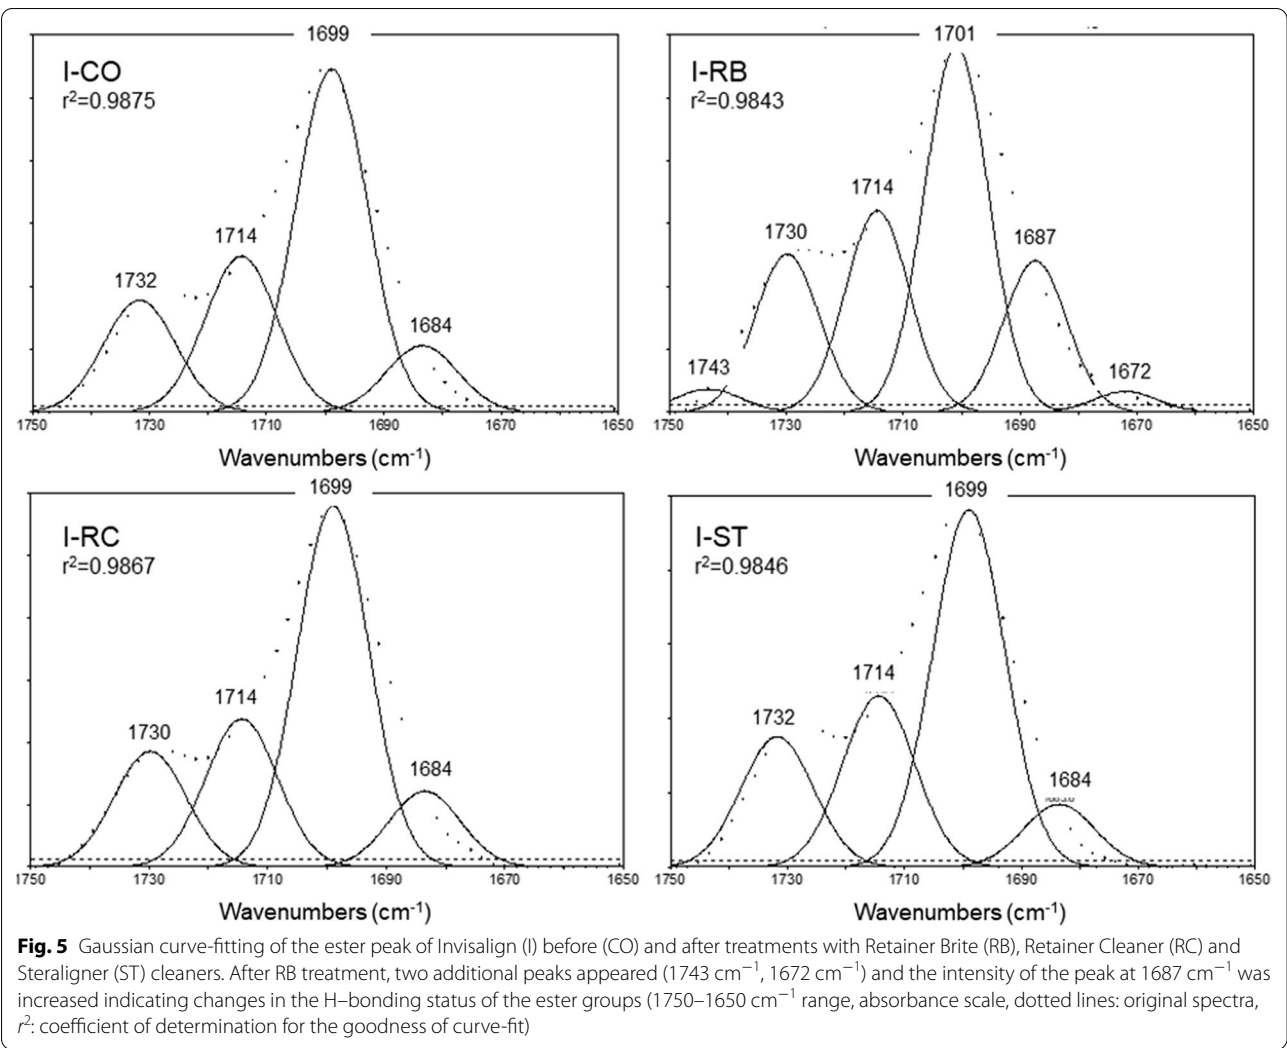 1699
I-CO
r²=0.9875
1714
1732
1684
1750 1730 1710 1690 1670 1650
Wavenumbers (cm-1)
1701
I-RB
r²=0.9843
1714
1730
1687
1743
1672
1750 1730 1710 1690 1670 1650
Wavenumbers (cm-1)
1699
I-RC
r²=0.9867
1714
1730
1684
1750 1730 1710 1690 1670 1650
Wavenumbers (cm-1)
1699
I-ST
r²=0.9846
1714
1732
1684
1750 1730 1710 1690 1670 1650
Wavenumbers (cm-1)
Fig. 5 Gaussian curve-fitting of the ester peak of Invisalign (I) before (CO) and after treatments with Retainer Brite (RB), Retainer Cleaner (RC) and
Steraligner (ST) cleaners. After RB treatment, two additional peaks appeared (1743 cm−1, 1672 cm−1) and the intensity of the peak at 1687 cm−1 was
increased indicating changes in the H–bonding status of the ester groups (1750–1650 cm−1 range, absorbance scale, dotted lines: original spectra,
r²: coefficient of determination for the goodness of curve-fit)